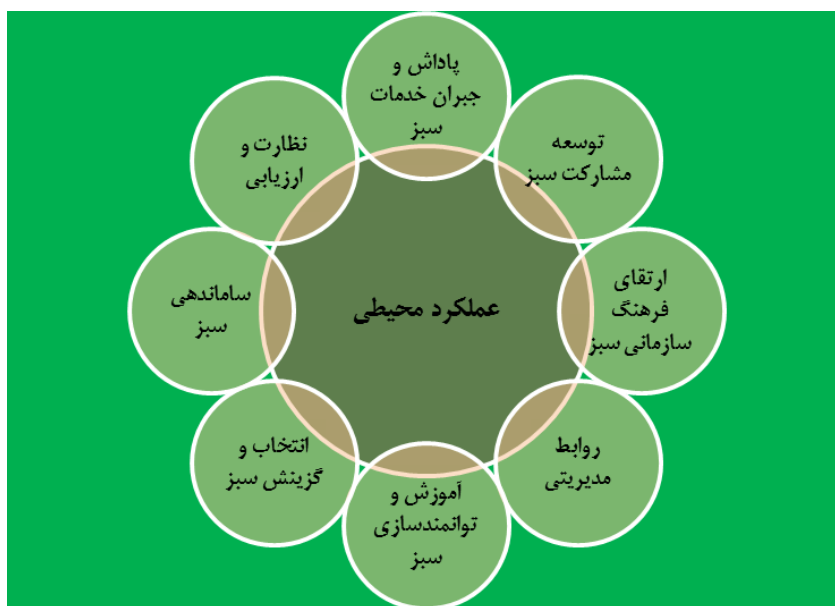 پاداش و
جبران خدمات
سبز
توسعه
مشارکت سبز
ارتقای
فرهنگ
سازمانی سبز
روابط
مدیریتی
آموزش و
توانمندسازی
سبز
انتخاب و
گزینش سبز
ساماندهی
سبز
نظارت و
ارزیابی
عملکرد محیطی